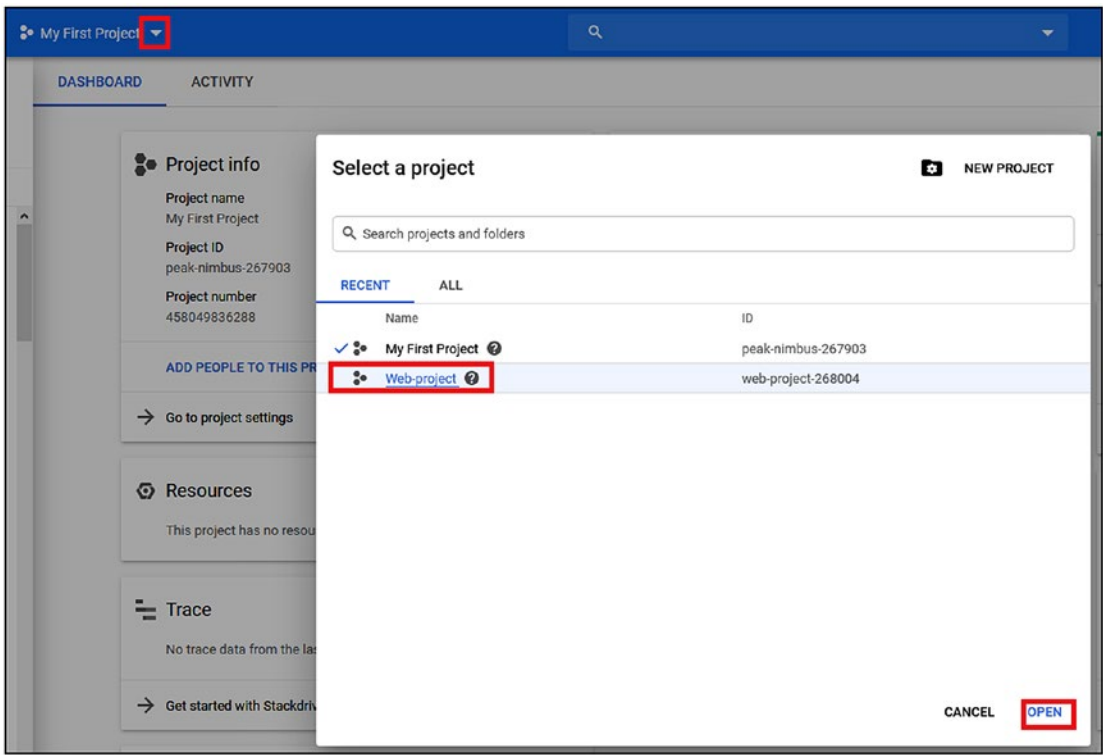 My First Project
DASHBOARD ACTIVITY
Project info
Project name
My First Project
Project ID
peak-nimbus-267903
Project number
458049836288
ADD PEOPLE TO THIS PR
Go to project settings
Resources
This project has no resou
Trace
No trace data from the las
Get started with Stackdriv
Select a project
NEW PROJECT
Search projects and folders
RECENT ALL
Name ID
My First Project peak-nimbus-267903
Web-project web-project-268004
CANCEL OPEN